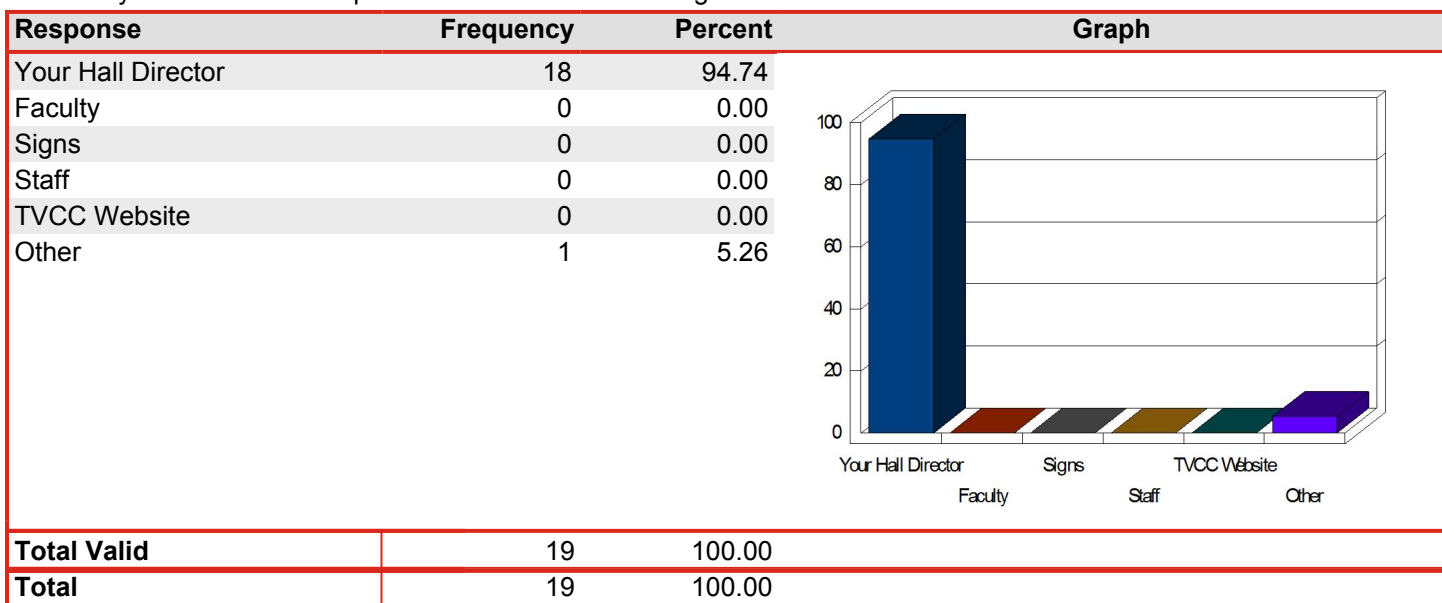 Response Frequency Percent Graph
Your Hall Director 18 94.74
Faculty 0 0.00
Signs 0 0.00
Staff 0 0.00
TVCC Website 0 0.00
Other 1 5.26
100
80
60
40
20
0
Your Hall Director Signs TVCC Website
Faculty Staff Other
Total Valid 19 100.00
Total 19 100.00